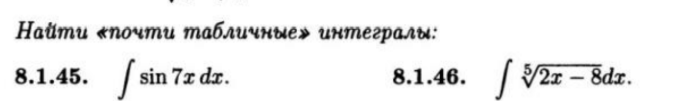 Найти «почти табличные» интегралы:
8.1.45. ∫ sin 7x dx. 8.1.46. ∫ ⁵√(2x − 8)dx.